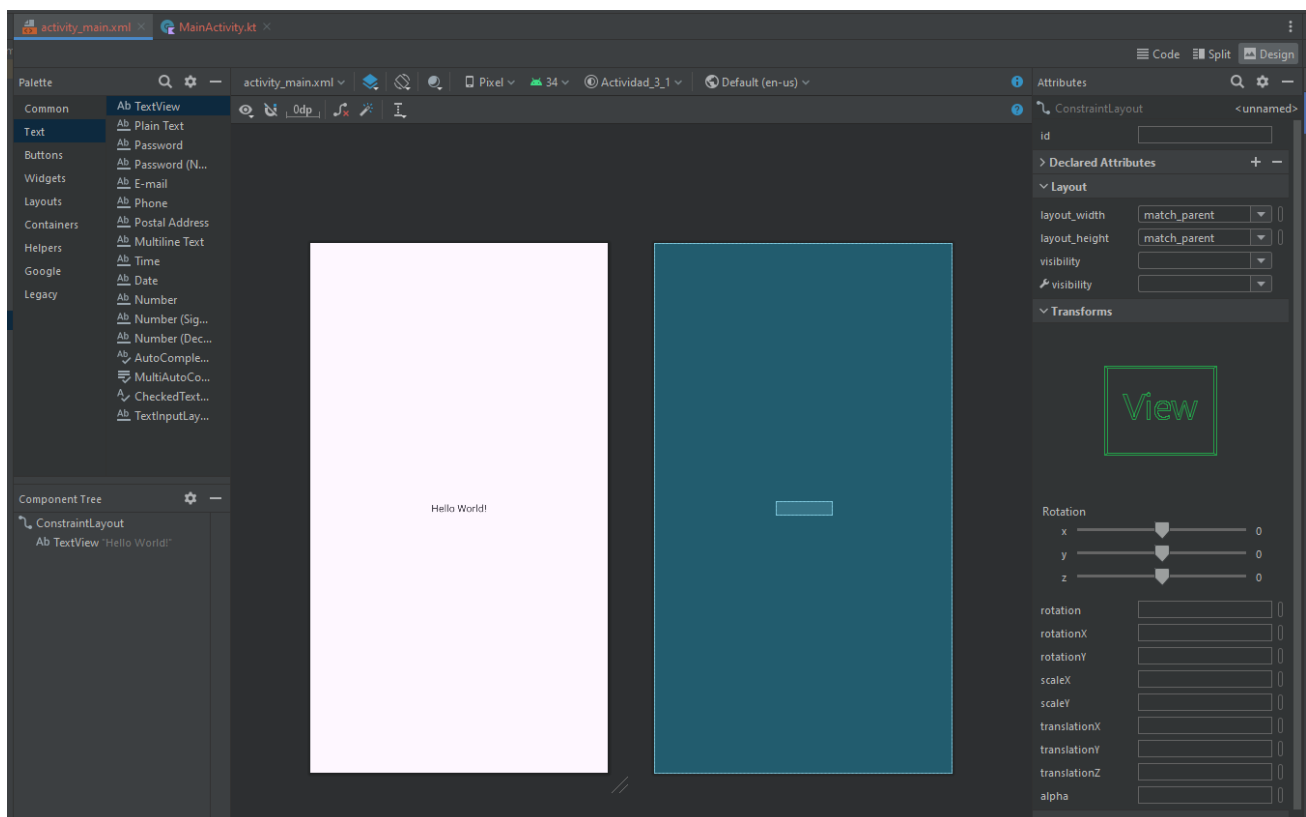 activity_main.xml
MainActivity.kt
Code
Split
Design
Palette
activity_main.xml
Pixel
34
Actividad_3_1
Default (en-us)
Attributes
Common
Text
Buttons
Widgets
Layouts
Containers
Helpers
Google
Legacy
Ab TextView
Ab Plain Text
Ab Password
Ab Password (N...
Ab E-mail
Ab Phone
Ab Postal Address
Ab Multiline Text
Ab Time
Ab Date
Ab Number
Ab Number (Sig...
Ab Number (Dec...
Ab AutoComple...
MultiAutoCo...
A CheckedText...
Ab TextInputLay...
0dp
Component Tree
ConstraintLayout
Ab TextView "Hello World!"
Hello World!
ConstraintLayout <unnamed>
id
Declared Attributes
Layout
layout_width match_parent
layout_height match_parent
visibility
visibility
Transforms
View
Rotation
x 0
y 0
z 0
rotation
rotationX
rotationY
scaleX
scaleY
translationX
translationY
translationZ
alpha